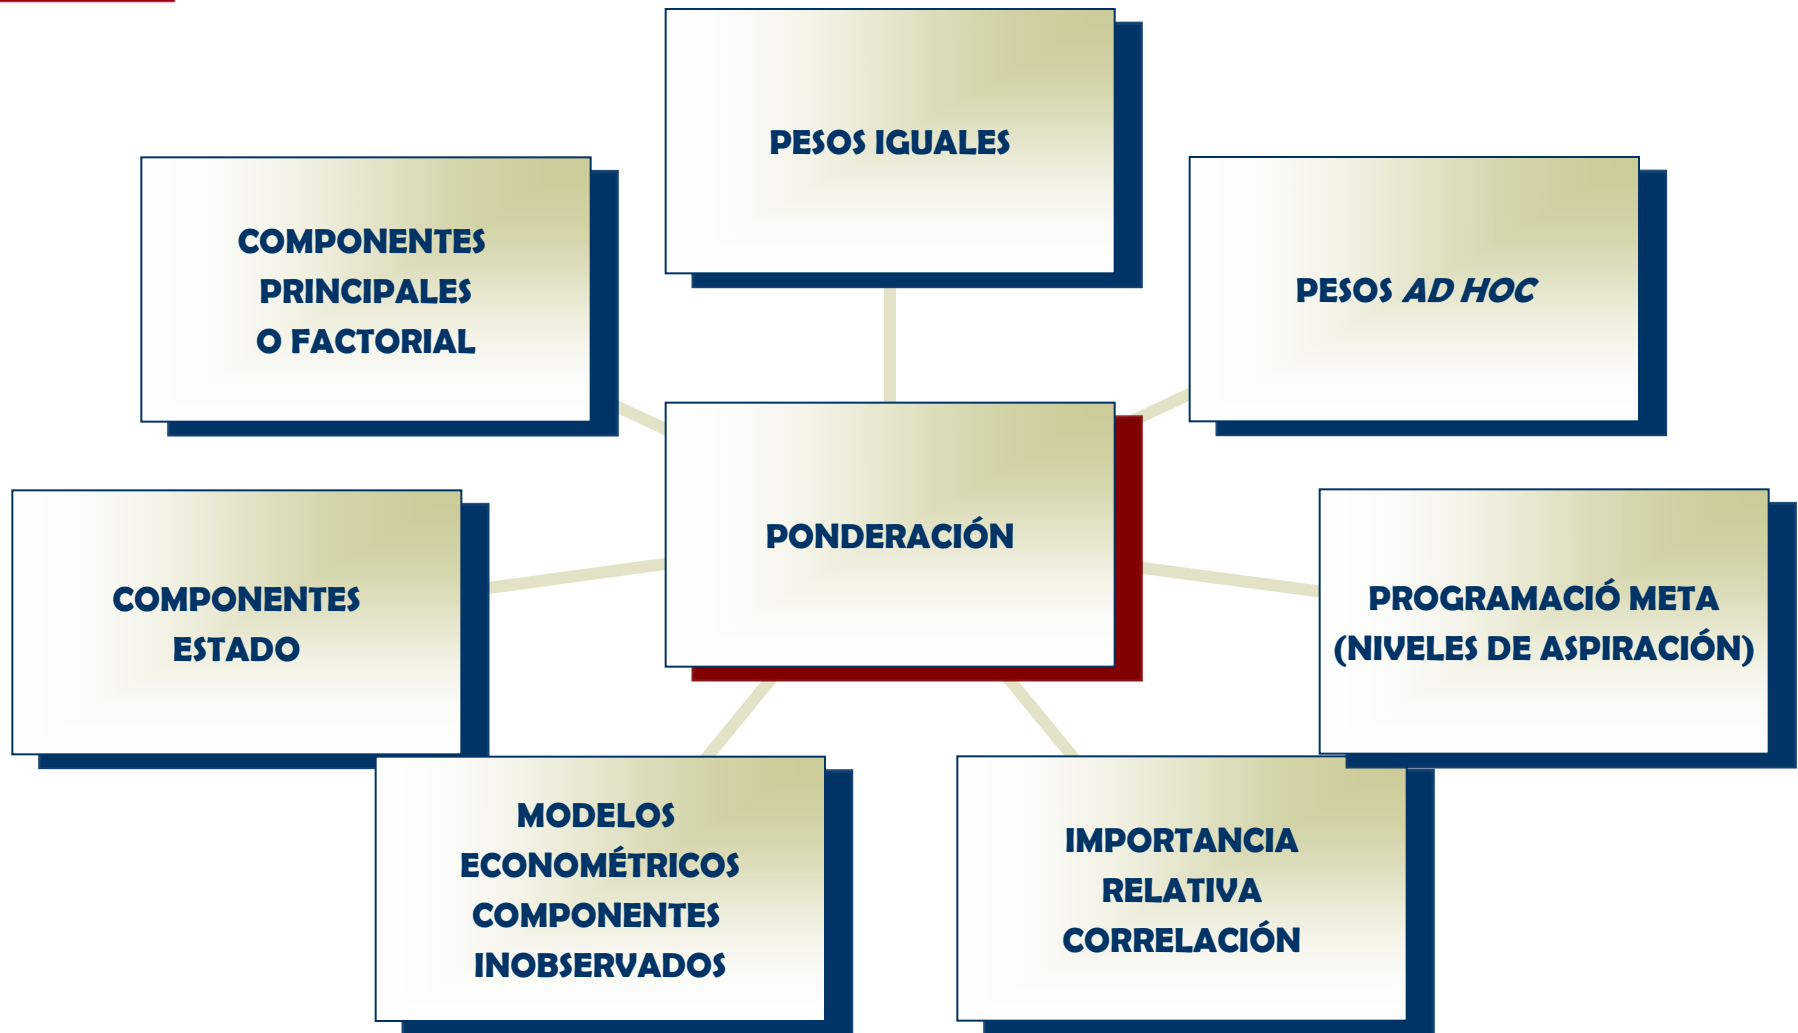 PESOS IGUALES
COMPONENTES
PRINCIPALES
O FACTORIAL
PESOS AD HOC
PONDERACIÓN
COMPONENTES
ESTADO
PROGRAMACIÓ META
(NIVELES DE ASPIRACIÓN)
MODELOS
ECONOMÉTRICOS
COMPONENTES
INOBSERVADOS
IMPORTANCIA
RELATIVA
CORRELACIÓN